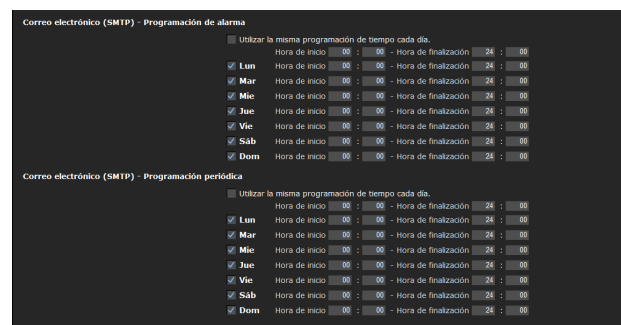 Correo electrónico (SMTP) - Programación de alarma
Utilizar la misma programación de tiempo cada día.
Hora de inicio 00 : 00 - Hora de finalización 24 : 00
Lun Hora de inicio 00 : 00 - Hora de finalización 24 : 00
Mar Hora de inicio 00 : 00 - Hora de finalización 24 : 00
Mie Hora de inicio 00 : 00 - Hora de finalización 24 : 00
Jue Hora de inicio 00 : 00 - Hora de finalización 24 : 00
Vie Hora de inicio 00 : 00 - Hora de finalización 24 : 00
Sáb Hora de inicio 00 : 00 - Hora de finalización 24 : 00
Dom Hora de inicio 00 : 00 - Hora de finalización 24 : 00
Correo electrónico (SMTP) - Programación periódica
Utilizar la misma programación de tiempo cada día.
Hora de inicio 00 : 00 - Hora de finalización 24 : 00
Lun Hora de inicio 00 : 00 - Hora de finalización 24 : 00
Mar Hora de inicio 00 : 00 - Hora de finalización 24 : 00
Mie Hora de inicio 00 : 00 - Hora de finalización 24 : 00
Jue Hora de inicio 00 : 00 - Hora de finalización 24 : 00
Vie Hora de inicio 00 : 00 - Hora de finalización 24 : 00
Sáb Hora de inicio 00 : 00 - Hora de finalización 24 : 00
Dom Hora de inicio 00 : 00 - Hora de finalización 24 : 00